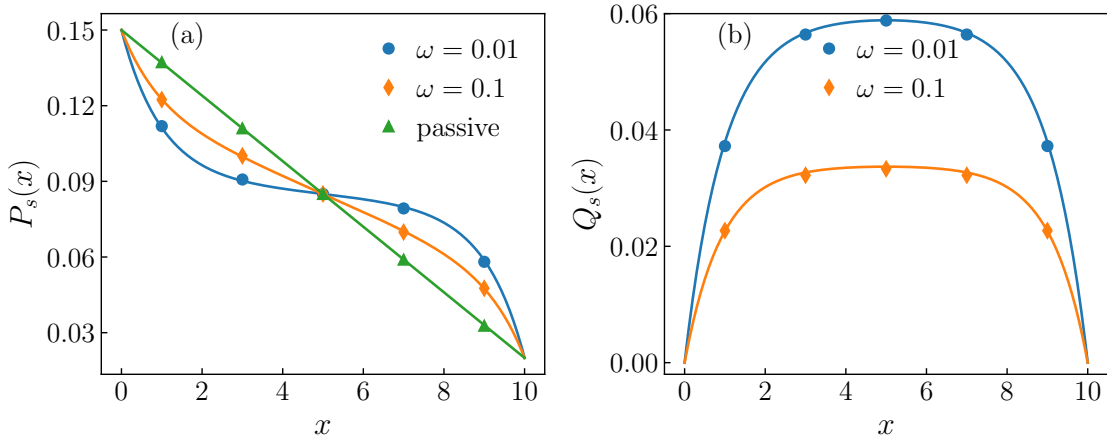 (a)
ω = 0.01
ω = 0.1
passive
0.15
0.12
0.09
0.06
0.03
P_s(x)
0 2 4 6 8 10
x
(b)
ω = 0.01
ω = 0.1
0.06
0.04
0.02
0.00
Q_s(x)
0 2 4 6 8 10
x